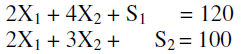 2X₁ + 4X₂ + S₁ = 120
2X₁ + 3X₂ + S₂ = 100